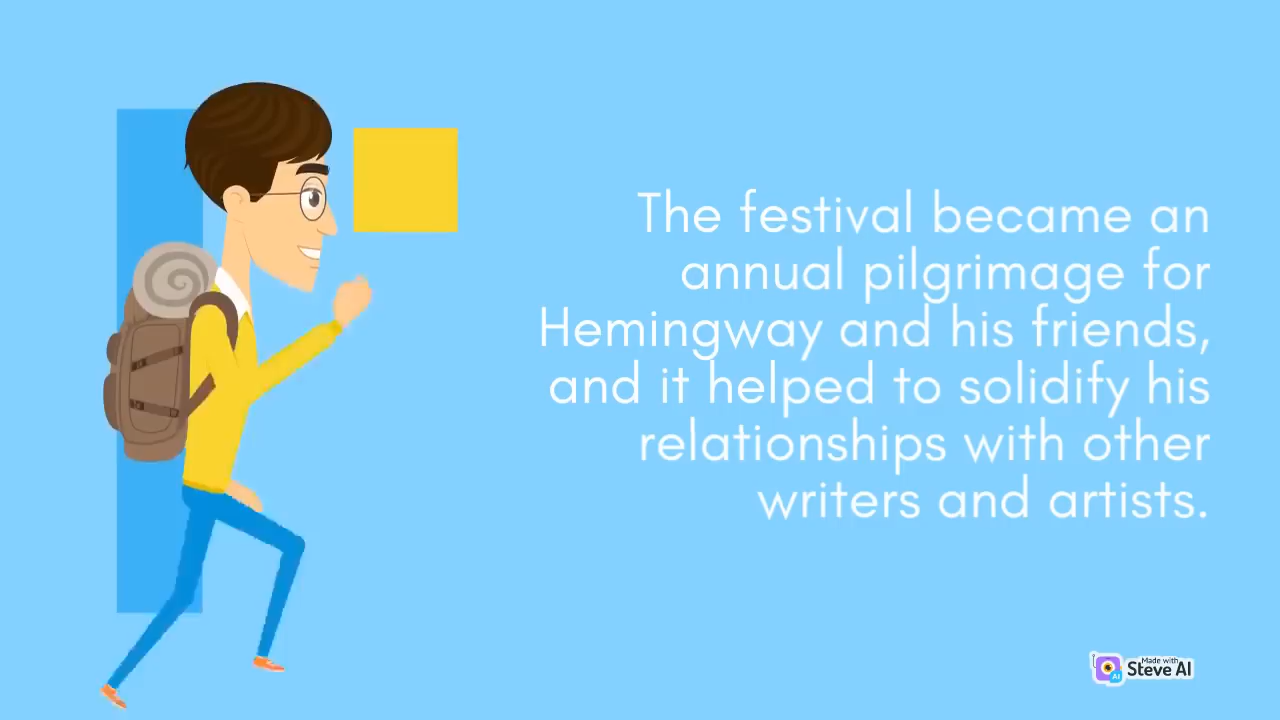 The festival became an
annual pilgrimage for
Hemingway and his friends,
and it helped to solidify his
relationships with other
writers and artists.
Made with
Steve AI
AI